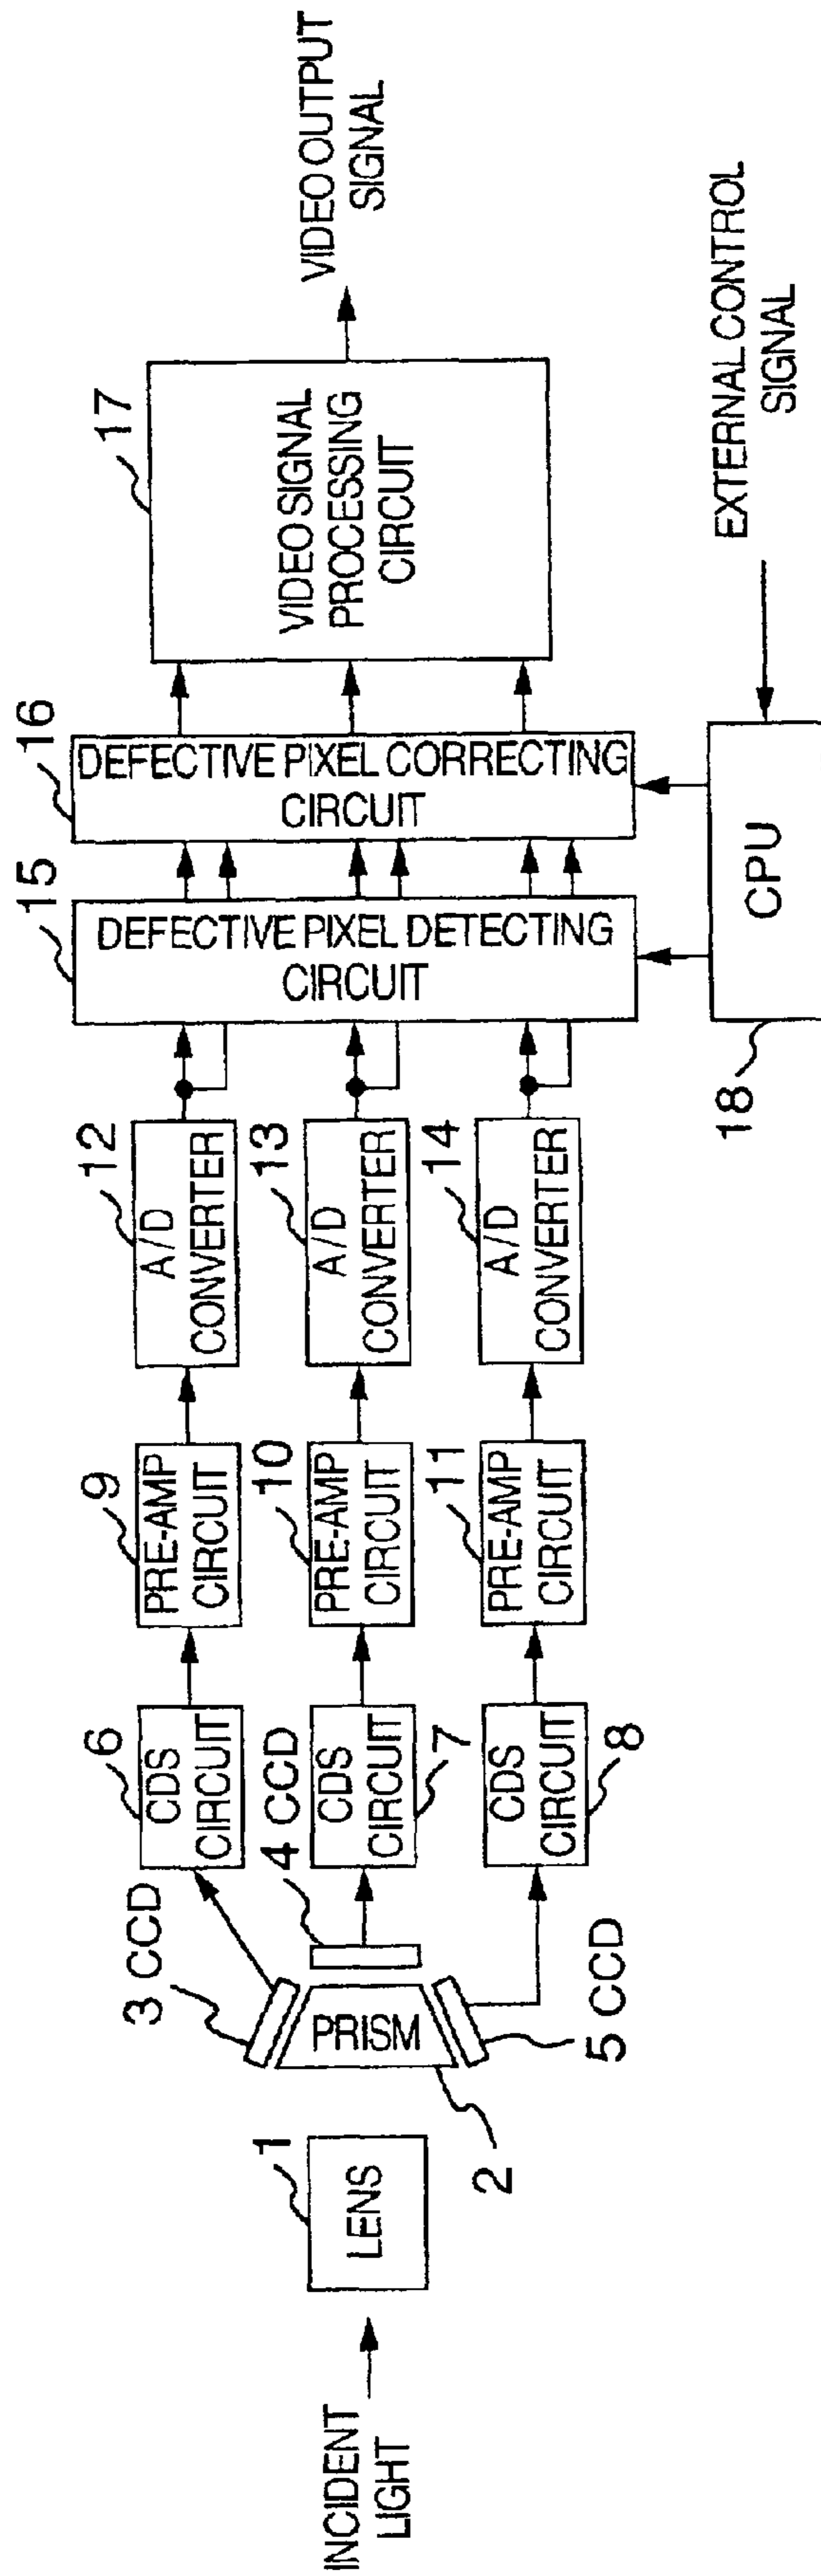 INCIDENT
LIGHT
1
LENS
PRISM
2
3 CCD
4 CCD
5 CCD
6
CDS
CIRCUIT
CDS
CIRCUIT
7
CDS
CIRCUIT
8
9
PRE-AMP
CIRCUIT
10
PRE-AMP
CIRCUIT
11
PRE-AMP
CIRCUIT
12
A/D
CONVERTER
13
A/D
CONVERTER
14
A/D
CONVERTER
15
DEFECTIVE PIXEL DETECTING
CIRCUIT
16
DEFECTIVE PIXEL CORRECTING
CIRCUIT
17
VIDEO SIGNAL
PROCESSING
CIRCUIT
VIDEO OUTPUT
SIGNAL
18
CPU
EXTERNAL CONTROL
SIGNAL